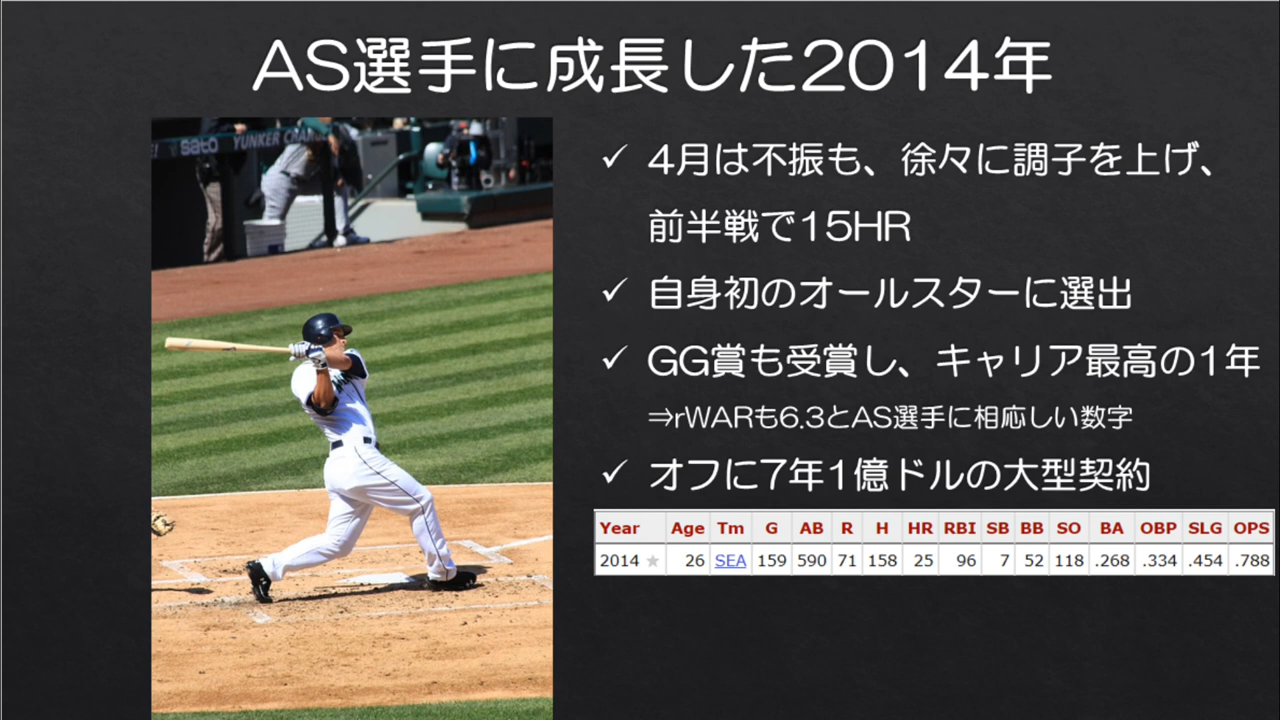 AS選手に成長した2014年
sato YUNKER
✓ 4月は不振も、徐々に調子を上げ、
前半戦で15HR
✓ 自身初のオールスターに選出
✓ GG賞も受賞し、キャリア最高の1年
⇒rWARも6.3とAS選手に相応しい数字
✓ オフに7年1億ドルの大型契約
Year Age Tm G AB R H HR RBI SB BB SO BA OBP SLG OPS
2014 ★ 26 SEA 159 590 71 158 25 96 7 52 118 .268 .334 .454 .788